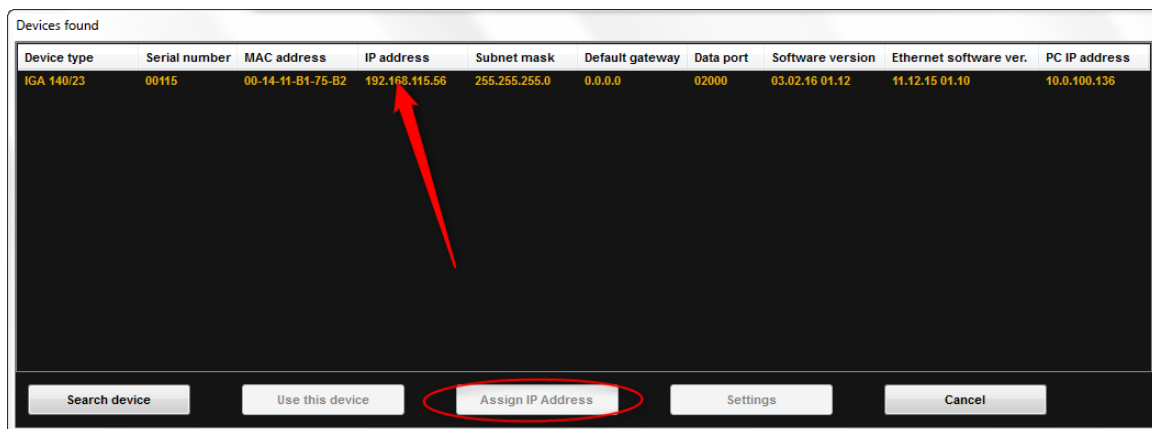 Devices found
Device type Serial number MAC address IP address Subnet mask Default gateway Data port Software version Ethernet software ver. PC IP address
IGA 140/23 00115 00-14-11-B1-75-B2 192.168.115.56 255.255.255.0 0.0.0.0 02000 03.02.16 01.12 11.12.15 01.10 10.0.100.136
Search device Use this device Assign IP Address Settings Cancel